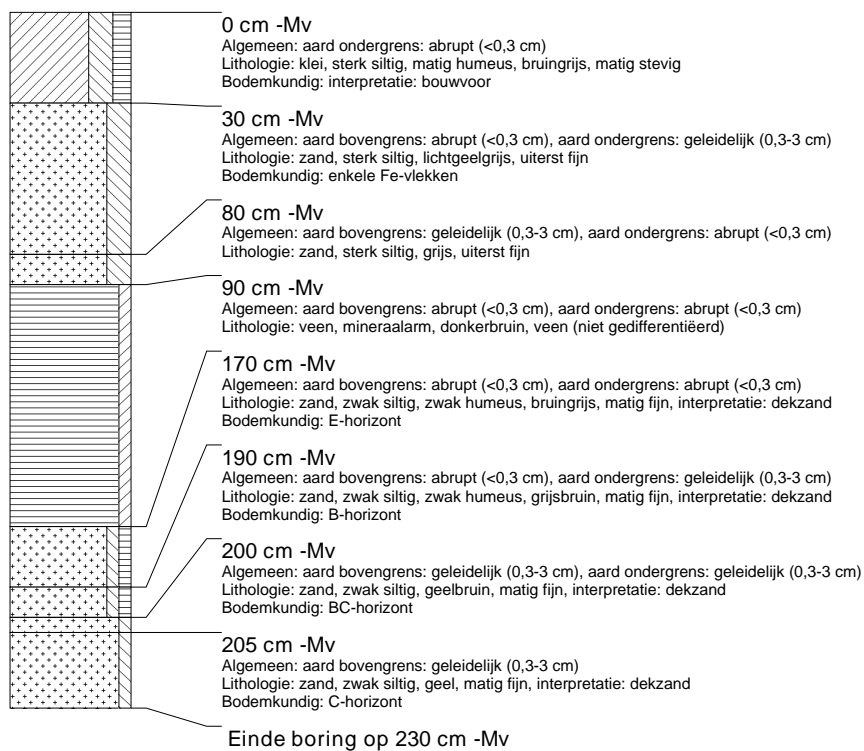 0 cm -Mv
Algemeen: aard ondergrens: abrupt (<0,3 cm)
Lithologie: klei, sterk siltig, matig humeus, bruingrijs, matig stevig
Bodemkundig: interpretatie: bouwvoor
30 cm -Mv
Algemeen: aard bovengrens: abrupt (<0,3 cm), aard ondergrens: geleidelijk (0,3-3 cm)
Lithologie: zand, sterk siltig, lichtgeelgrijs, uiterst fijn
Bodemkundig: enkele Fe-vlekken
80 cm -Mv
Algemeen: aard bovengrens: geleidelijk (0,3-3 cm), aard ondergrens: abrupt (<0,3 cm)
Lithologie: zand, sterk siltig, grijs, uiterst fijn
90 cm -Mv
Algemeen: aard bovengrens: abrupt (<0,3 cm), aard ondergrens: abrupt (<0,3 cm)
Lithologie: veen, mineraalarm, donkerbruin, veen (niet gedifferentiëerd)
170 cm -Mv
Algemeen: aard bovengrens: abrupt (<0,3 cm), aard ondergrens: abrupt (<0,3 cm)
Lithologie: zand, zwak siltig, zwak humeus, bruingrijs, matig fijn, interpretatie: dekzand
Bodemkundig: E-horizont
190 cm -Mv
Algemeen: aard bovengrens: abrupt (<0,3 cm), aard ondergrens: geleidelijk (0,3-3 cm)
Lithologie: zand, zwak siltig, zwak humeus, grijsbruin, matig fijn, interpretatie: dekzand
Bodemkundig: B-horizont
200 cm -Mv
Algemeen: aard bovengrens: geleidelijk (0,3-3 cm), aard ondergrens: geleidelijk (0,3-3 cm)
Lithologie: zand, zwak siltig, geelbruin, matig fijn, interpretatie: dekzand
Bodemkundig: BC-horizont
205 cm -Mv
Algemeen: aard bovengrens: geleidelijk (0,3-3 cm)
Lithologie: zand, zwak siltig, geel, matig fijn, interpretatie: dekzand
Bodemkundig: C-horizont
Einde boring op 230 cm -Mv